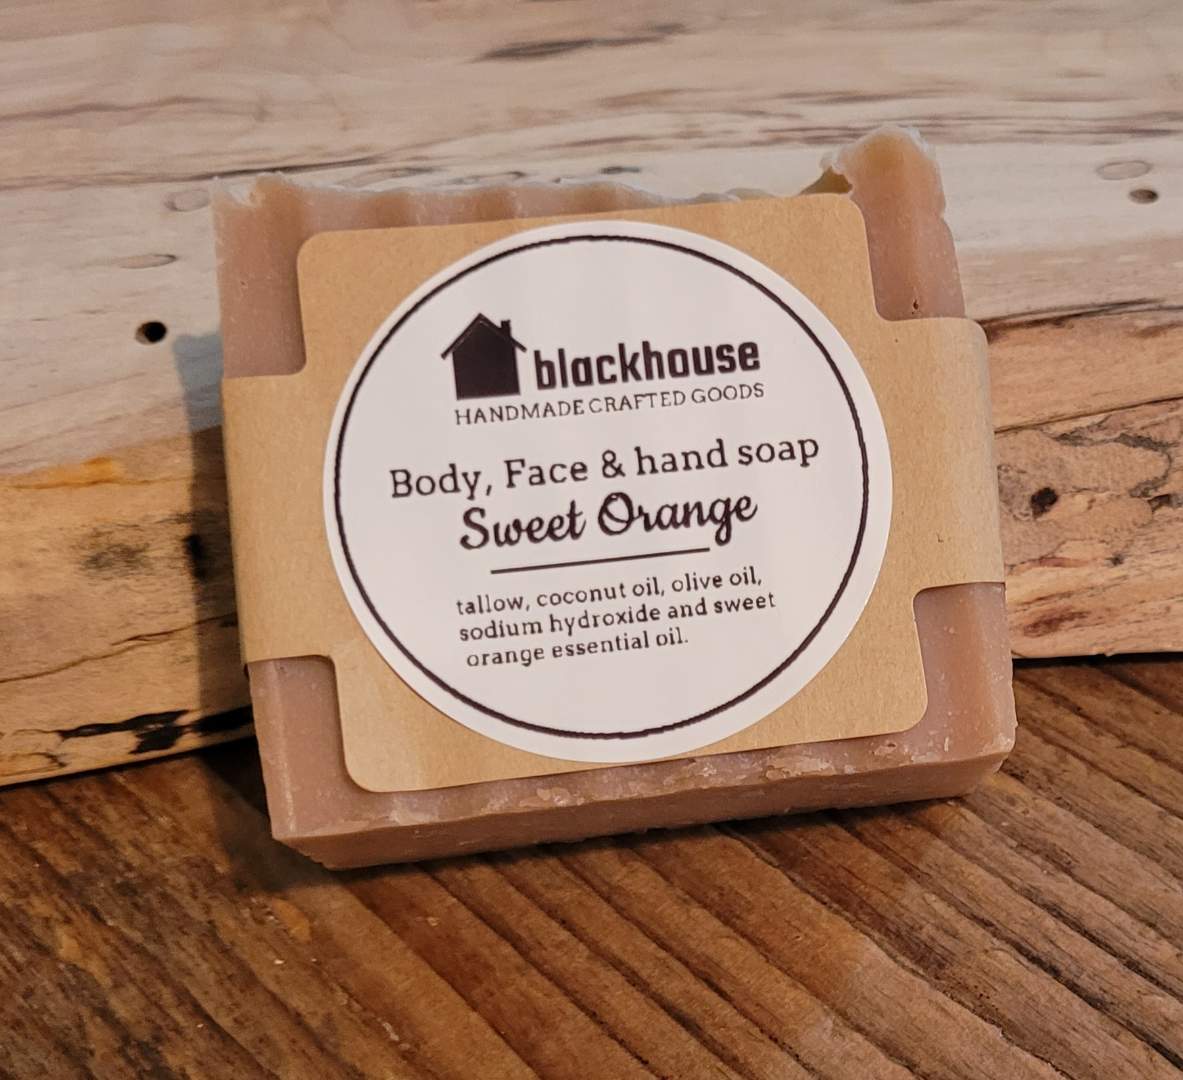 blackhouse
HANDMADE CRAFTED GOODS
Body, Face & hand soap
Sweet Orange
tallow, coconut oil, olive oil,
sodium hydroxide and sweet
orange essential oil.